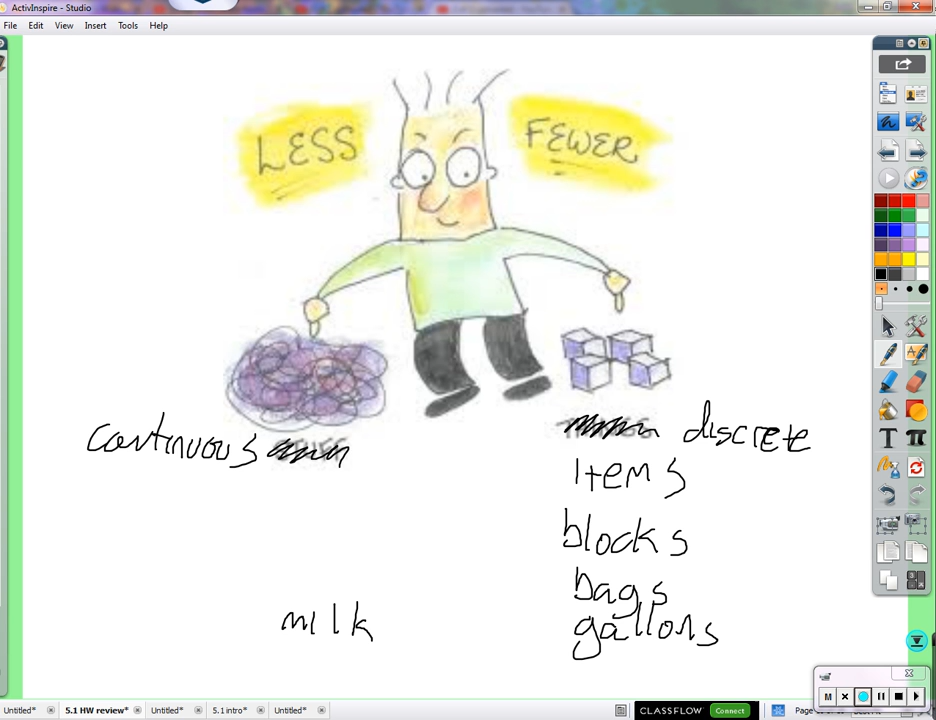 ActivInspire - Studio
File Edit View Insert Tools Help
LESS
FEWER
continuous
discrete
items
blocks
bags
milk
gallons
Untitled* 5.1 HW review* Untitled* 5.1 intro* Untitled*
CLASSFLOW Connect
Page
M